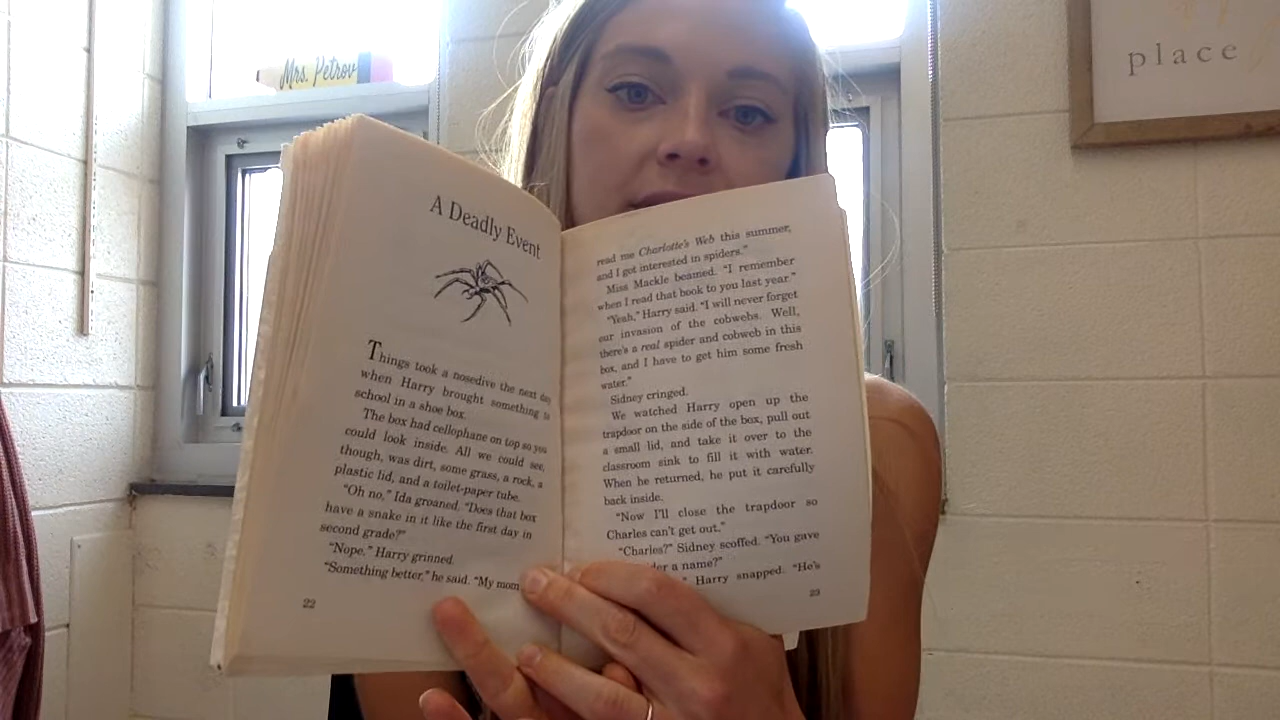 Mrs. Petrov
place
A Deadly Event
Things took a nosedive the next day
when Harry brought something to
school in a shoe box.
The box had cellophane on top so you
could look inside. All we could see,
though, was dirt, some grass, a rock, a
plastic lid, and a toilet-paper tube.
"Oh no," Ida groaned. "Does that box
have a snake in it like the first day in
second grade?"
"Nope," Harry grinned.
"Something better," he said. "My mom
22
read me Charlotte's Web this summer,
and I got interested in spiders."
Miss Mackle beamed. "I remember
when I read that book to you last year."
"Yeah," Harry said. "I will never forget
our invasion of the cobwebs. Well,
there's a real spider and cobweb in this
box, and I have to get him some fresh
water."
Sidney cringed.
We watched Harry open up the
trapdoor on the side of the box, pull out
a small lid, and take it over to the
classroom sink to fill it with water.
When he returned, he put it carefully
back inside.
"Now I'll close the trapdoor so
Charles can't get out."
"Charles?" Sidney scoffed. "You gave
a name?"
Harry snapped. "He's
23